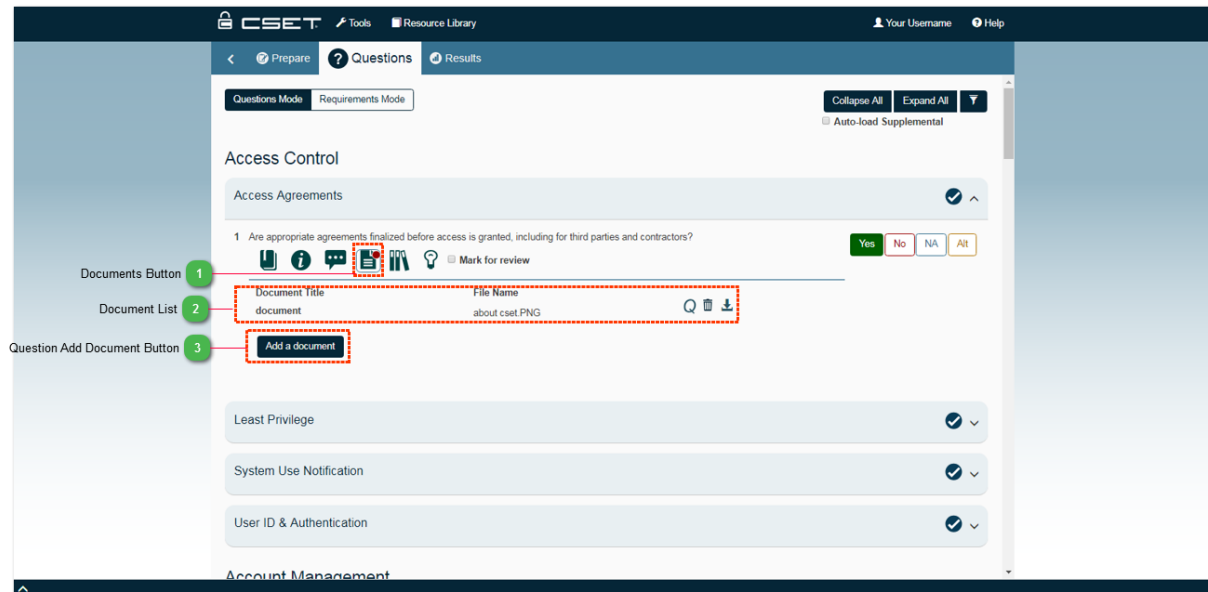 CSET Tools Resource Library Your Username Help
Prepare ? Questions Results
Questions Mode Requirements Mode Collapse All Expand All
Auto-load Supplemental
Access Control
Access Agreements
1 Are appropriate agreements finalized before access is granted, including for third parties and contractors?
Yes No NA Alt
Mark for review
Documents Button 1
Document Title File Name
Document List 2
document about cset.PNG
Question Add Document Button 3
Add a document
Least Privilege
System Use Notification
User ID & Authentication
Account Management